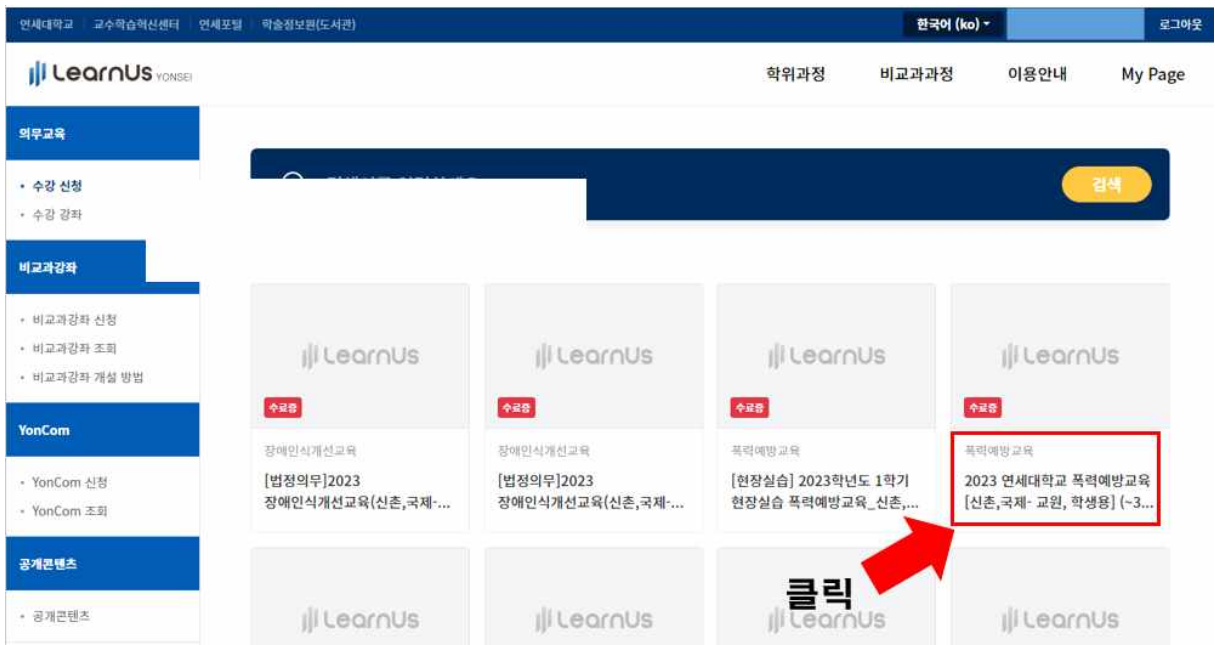 연세대학교 교수학습혁신센터 연세포털 학술정보원(도서관) 한국어 (ko) 로그아웃
LearnUs YONSEI 학위과정 비교과과정 이용안내 My Page
의무교육
• 수강 신청
• 수강 강좌
검색
비교과강좌
• 비교과강좌 신청
• 비교과강좌 조회
• 비교과강좌 개설 방법
YonCom
• YonCom 신청
• YonCom 조회
공개콘텐츠
• 공개콘텐츠
LearnUs
수료증
장애인식개선교육
[법정의무]2023
장애인식개선교육(신촌,국제-...
LearnUs
수료증
장애인식개선교육
[법정의무]2023
장애인식개선교육(신촌,국제-...
LearnUs
수료증
폭력예방교육
[현장실습] 2023학년도 1학기
현장실습 폭력예방교육_신촌,...
LearnUs
수료증
폭력예방교육
2023 연세대학교 폭력예방교육
[신촌,국제- 교원, 학생용] (~3...
클릭
LearnUs
LearnUs
LearnUs
LearnUs